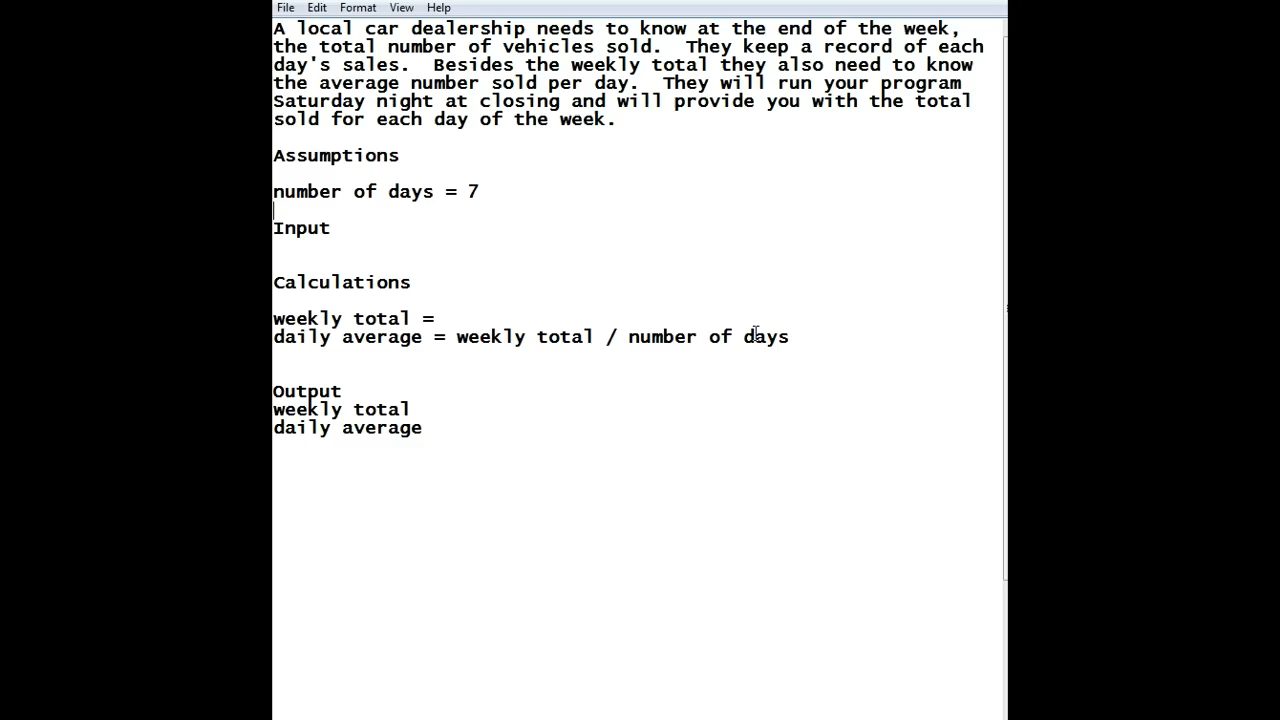 File Edit Format View Help
A local car dealership needs to know at the end of the week,
the total number of vehicles sold.  They keep a record of each
day's sales.  Besides the weekly total they also need to know
the average number sold per day.  They will run your program
Saturday night at closing and will provide you with the total
sold for each day of the week.
Assumptions
number of days = 7
Input
Calculations
weekly total =
daily average = weekly total / number of days
Output
weekly total
daily average